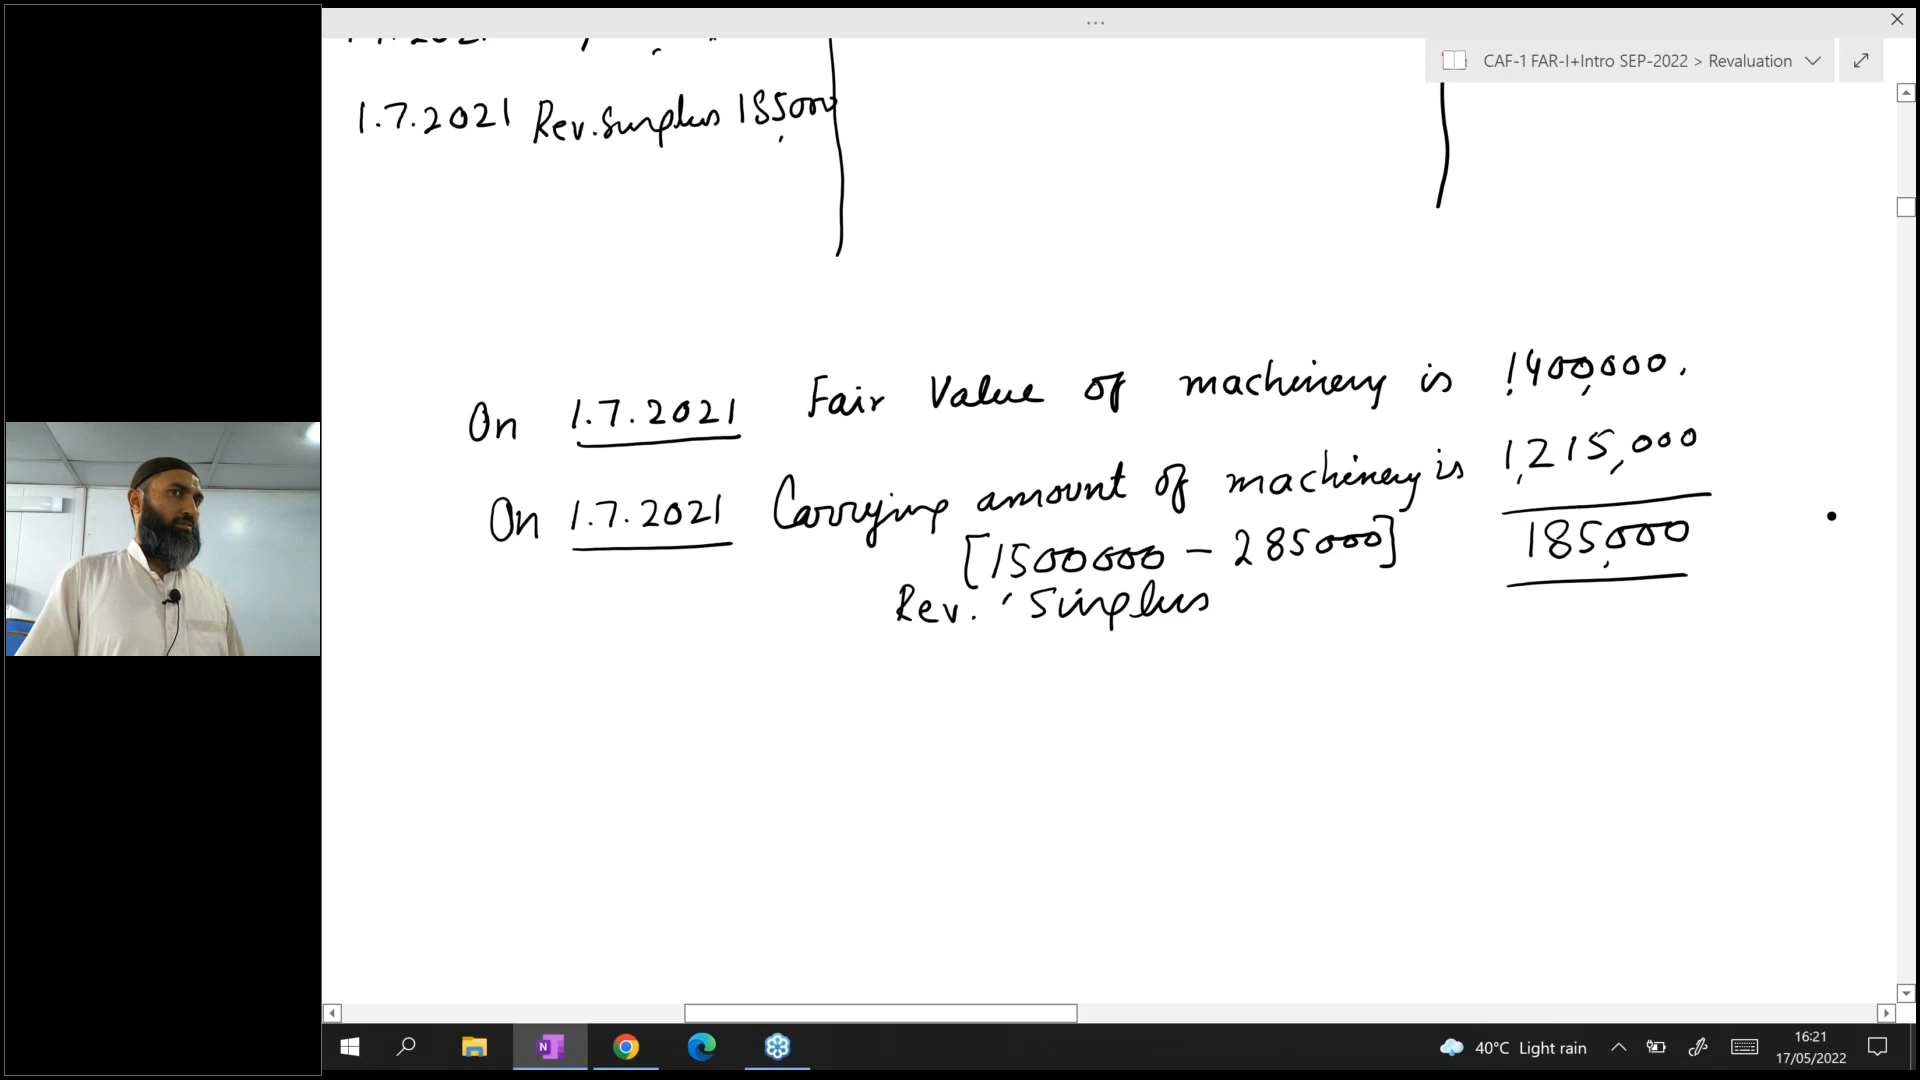 CAF-1 FAR-I+Intro SEP-2022 > Revaluation
1.7.2021 Rev.Surplus 185000
On 1.7.2021 Fair Value of machinery is 1400,000.
On 1.7.2021 Carrying amount of machinery is 1,215,000
[1500000 - 285000] 185,000
Rev. Surplus
40°C Light rain
16:21
17/05/2022